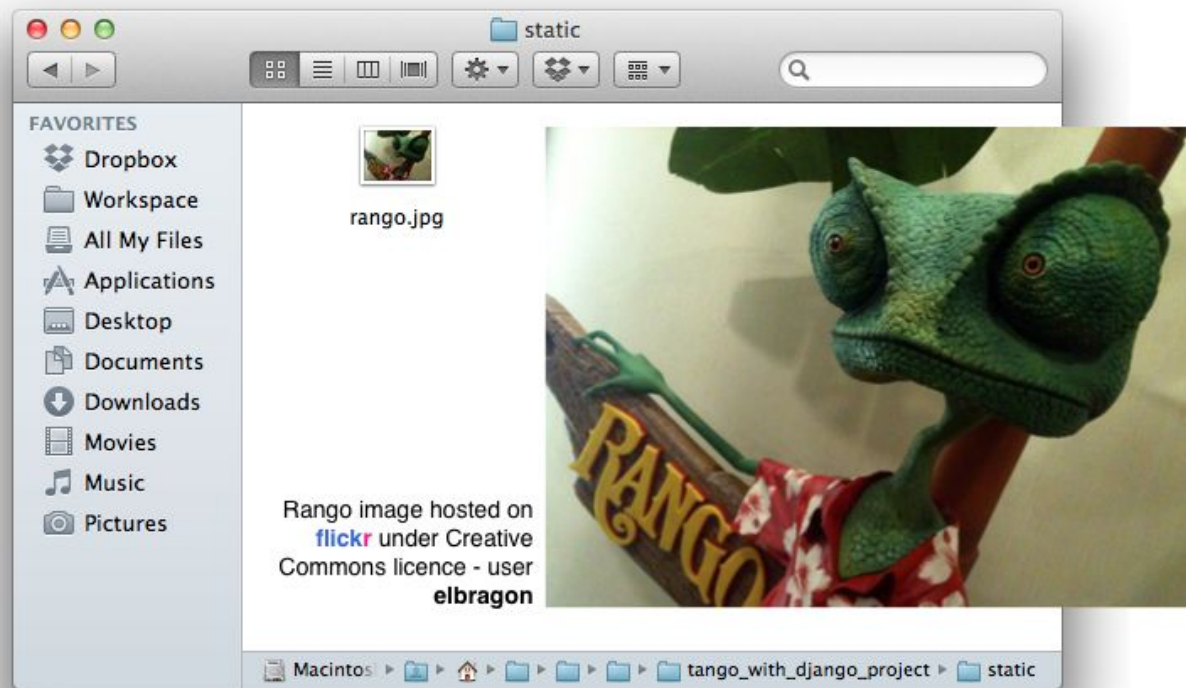 static
FAVORITES
Dropbox
Workspace
All My Files
Applications
Desktop
Documents
Downloads
Movies
Music
Pictures
rango.jpg
RANGO
Rango image hosted on
flickr under Creative
Commons licence - user
elbragon
tango_with_django_project static